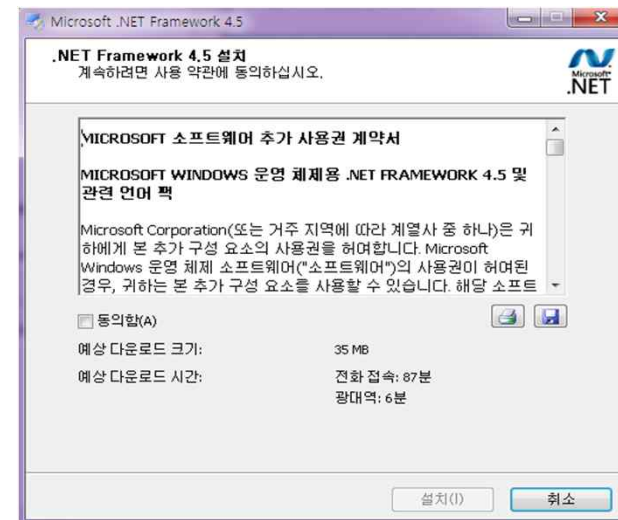 Microsoft .NET Framework 4.5
.NET Framework 4.5 설치
계속하려면 사용 약관에 동의하십시오.
Microsoft
.NET
MICROSOFT 소프트웨어 추가 사용권 계약서
MICROSOFT WINDOWS 운영 체제용 .NET FRAMEWORK 4.5 및
관련 언어 팩
Microsoft Corporation(또는 거주 지역에 따라 계열사 중 하나)은 귀
하에게 본 추가 구성 요소의 사용권을 허여합니다. Microsoft
Windows 운영 체제 소프트웨어("소프트웨어")의 사용권이 허여된
경우, 귀하는 본 추가 구성 요소를 사용할 수 있습니다. 해당 소프트
동의함(A)
예상 다운로드 크기: 35 MB
예상 다운로드 시간: 전화 접속: 87분
광대역: 6분
설치(I) 취소